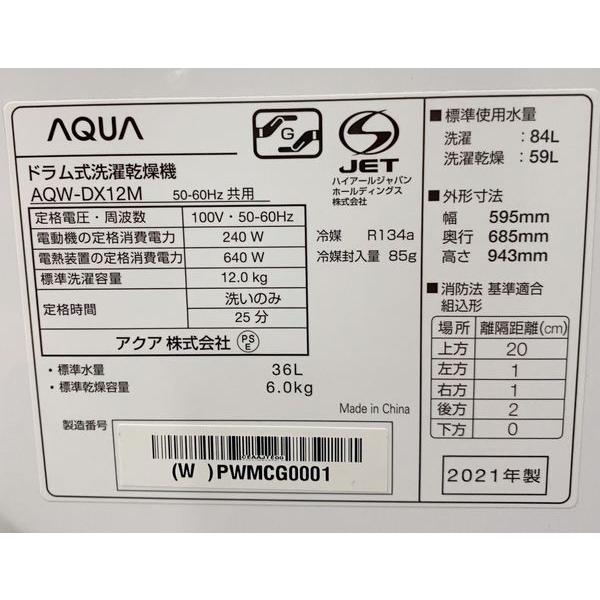 AQUA
G
S
JET
ドラム式洗濯乾燥機
AQW-DX12M 50-60Hz 共用
ハイアールジャパン
ホールディングス
株式会社
定格電圧・周波数 100V・50-60Hz
電動機の定格消費電力 240 W
電熱装置の定格消費電力 640 W
標準洗濯容量 12.0 kg
定格時間 洗いのみ
25 分
アクア 株式会社 PS E
冷媒 R134a
冷媒封入量 85g
・標準水量 36L
・標準乾燥容量 6.0kg
Made in China
製造番号
(W )PWMCG0001
■標準使用水量
洗濯 : 84L
洗濯乾燥 : 59L
■外形寸法
幅 595mm
奥行 685mm
高さ 943mm
■消防法 基準適合
組込形
場所 離隔距離(cm)
上方 20
左方 1
右方 1
後方 2
下方 0
2021年製